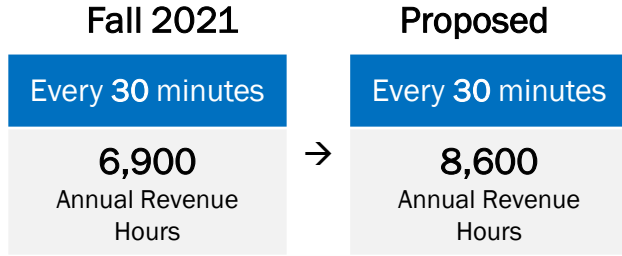 Fall 2021
Every 30 minutes
6,900
Annual Revenue
Hours
→
Proposed
Every 30 minutes
8,600
Annual Revenue
Hours